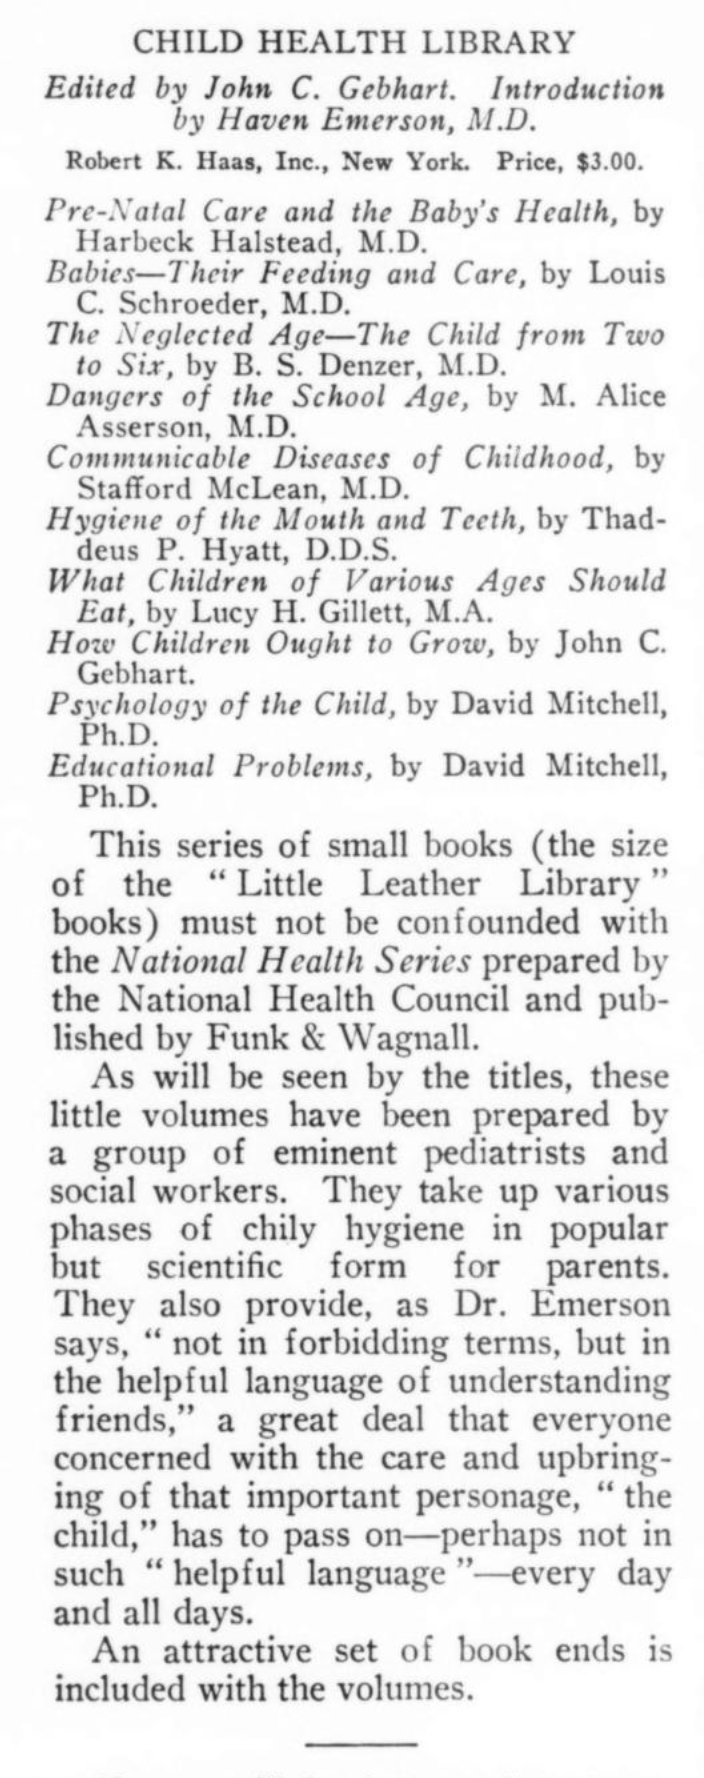 CHILD HEALTH LIBRARY
Edited by John C. Gebhart. Introduction
by Haven Emerson, M.D.
Robert K. Haas, Inc., New York. Price, $3.00.
Pre-Natal Care and the Baby's Health, by
Harbeck Halstead, M.D.
Babies—Their Feeding and Care, by Louis
C. Schroeder, M.D.
The Neglected Age—The Child from Two
to Six, by B. S. Denzer, M.D.
Dangers of the School Age, by M. Alice
Asserson, M.D.
Communicable Diseases of Childhood, by
Stafford McLean, M.D.
Hygiene of the Mouth and Teeth, by Thad-
deus P. Hyatt, D.D.S.
What Children of Various Ages Should
Eat, by Lucy H. Gillett, M.A.
How Children Ought to Grow, by John C.
Gebhart.
Psychology of the Child, by David Mitchell,
Ph.D.
Educational Problems, by David Mitchell,
Ph.D.
This series of small books (the size
of the "Little Leather Library"
books) must not be confounded with
the National Health Series prepared by
the National Health Council and pub-
lished by Funk & Wagnall.
As will be seen by the titles, these
little volumes have been prepared by
a group of eminent pediatrists and
social workers. They take up various
phases of chily hygiene in popular
but scientific form for parents.
They also provide, as Dr. Emerson
says, "not in forbidding terms, but in
the helpful language of understanding
friends," a great deal that everyone
concerned with the care and upbring-
ing of that important personage, "the
child," has to pass on—perhaps not in
such "helpful language"—every day
and all days.
An attractive set of book ends is
included with the volumes.